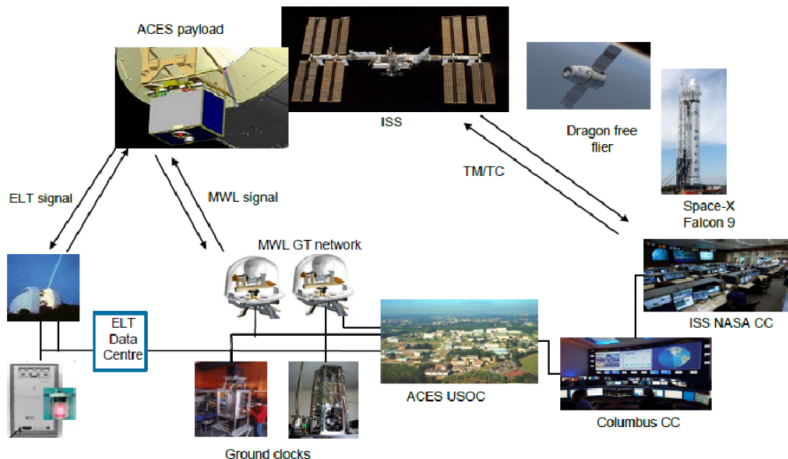 ACES payload
ISS
Dragon free
flier
TM/TC
Space-X
Falcon 9
ELT signal
MWL signal
MWL GT network
ELT
Data
Centre
ISS NASA CC
ACES USOC
Columbus CC
Ground clocks